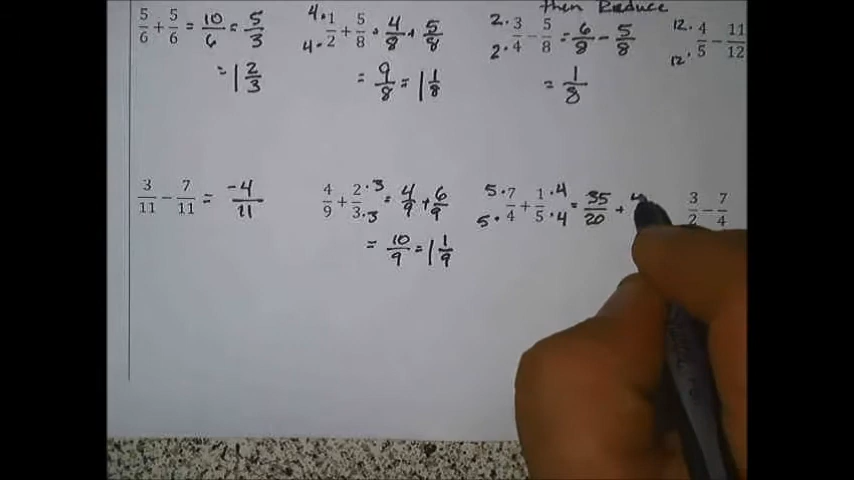 then Reduce
5/6 + 5/6 = 10/6 = 5/3
= 1 2/3
4· 1/2 + 5/8 = 4/8 + 5/8
4·
= 9/8 = 1 1/8
2· 3/4 - 5/8 = 6/8 - 5/8
2·
= 1/8
12· 4/5 - 11/12
12·
3/11 - 7/11 = -4/11
4/9 + 2/3 ·3 = 4/9 + 6/9
·3
= 10/9 = 1 1/9
5· 7/4 + 1/5 ·4 = 35/20 + 4
5· ·4
3/2 - 7/4